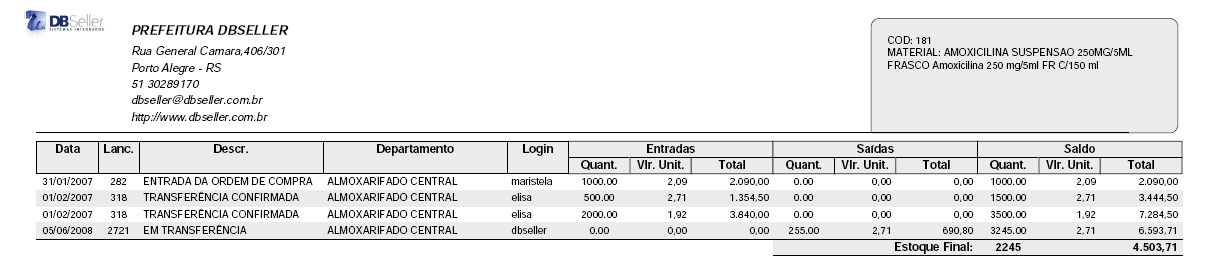 DBSeller
SISTEMAS INTEGRADOS
PREFEITURA DBSELLER
Rua General Camara,406/301
Porto Alegre - RS
51 30289170
dbseller@dbseller.com.br
http://www.dbseller.com.br
COD: 181
MATERIAL: AMOXICILINA SUSPENSAO 250MG/5ML
FRASCO Amoxicilina 250 mg/5ml FR C/150 ml
Data Lanc. Descr. Departamento Login Entradas Saídas Saldo
Quant. Vlr. Unit. Total Quant. Vlr. Unit. Total Quant. Vlr. Unit. Total
31/01/2007 282 ENTRADA DA ORDEM DE COMPRA ALMOXARIFADO CENTRAL maristela 1000.00 2,09 2.090,00 0.00 0,00 0,00 1000.00 2,09 2.090,00
01/02/2007 318 TRANSFERÊNCIA CONFIRMADA ALMOXARIFADO CENTRAL elisa 500.00 2,71 1.354,50 0.00 0,00 0,00 1500.00 2,71 3.444,50
01/02/2007 318 TRANSFERÊNCIA CONFIRMADA ALMOXARIFADO CENTRAL elisa 2000.00 1,92 3.840,00 0.00 0,00 0,00 3500.00 1,92 7.284,50
05/06/2008 2721 EM TRANSFERÊNCIA ALMOXARIFADO CENTRAL dbseller 0.00 0,00 0,00 255.00 2,71 690,80 3245.00 2,71 6.593,71
Estoque Final: 2245 4.503,71